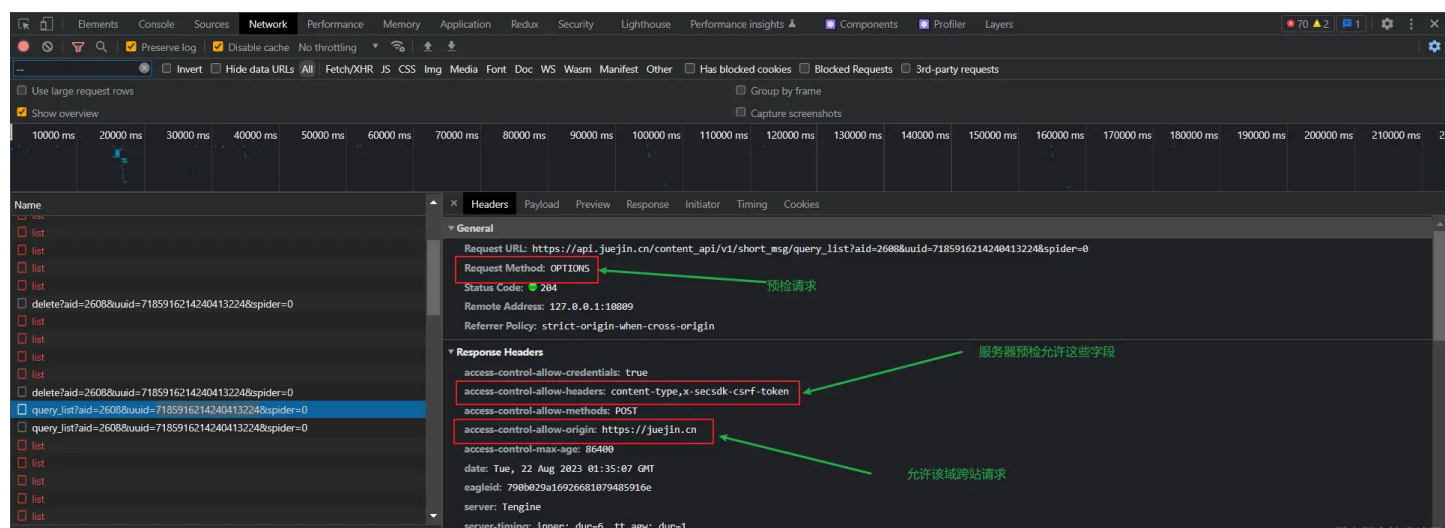 Elements Console Sources Network Performance Memory Application Redux Security Lighthouse Performance insights Components Profiler Layers 70 2 1
Preserve log Disable cache No throttling
-- Invert Hide data URLs All Fetch/XHR JS CSS Img Media Font Doc WS Wasm Manifest Other Has blocked cookies Blocked Requests 3rd-party requests
Use large request rows Group by frame
Show overview Capture screenshots
10000 ms 20000 ms 30000 ms 40000 ms 50000 ms 60000 ms 70000 ms 80000 ms 90000 ms 100000 ms 110000 ms 120000 ms 130000 ms 140000 ms 150000 ms 160000 ms 170000 ms 180000 ms 190000 ms 200000 ms 210000 ms 2
Name
list
list
list
list
list
delete?aid=2608&uuid=7185916214240413224&spider=0
list
list
list
list
delete?aid=2608&uuid=7185916214240413224&spider=0
query_list?aid=2608&uuid=7185916214240413224&spider=0
query_list?aid=2608&uuid=7185916214240413224&spider=0
list
list
list
list
list
Headers Payload Preview Response Initiator Timing Cookies
General
Request URL: https://api.juejin.cn/content_api/v1/short_msg/query_list?aid=2608&uuid=7185916214240413224&spider=0
Request Method: OPTIONS
预检请求
Status Code: 204
Remote Address: 127.0.0.1:10809
Referrer Policy: strict-origin-when-cross-origin
Response Headers
服务器预检允许这些字段
access-control-allow-credentials: true
access-control-allow-headers: content-type,x-secsdk-csrf-token
access-control-allow-methods: POST
access-control-allow-origin: https://juejin.cn
access-control-max-age: 86400
date: Tue, 22 Aug 2023 01:35:07 GMT
允许该域跨站请求
eagleid: 790b029a16926681079485916e
server: Tengine
server-timing: inner; dur=6, tt_agw; dur=1